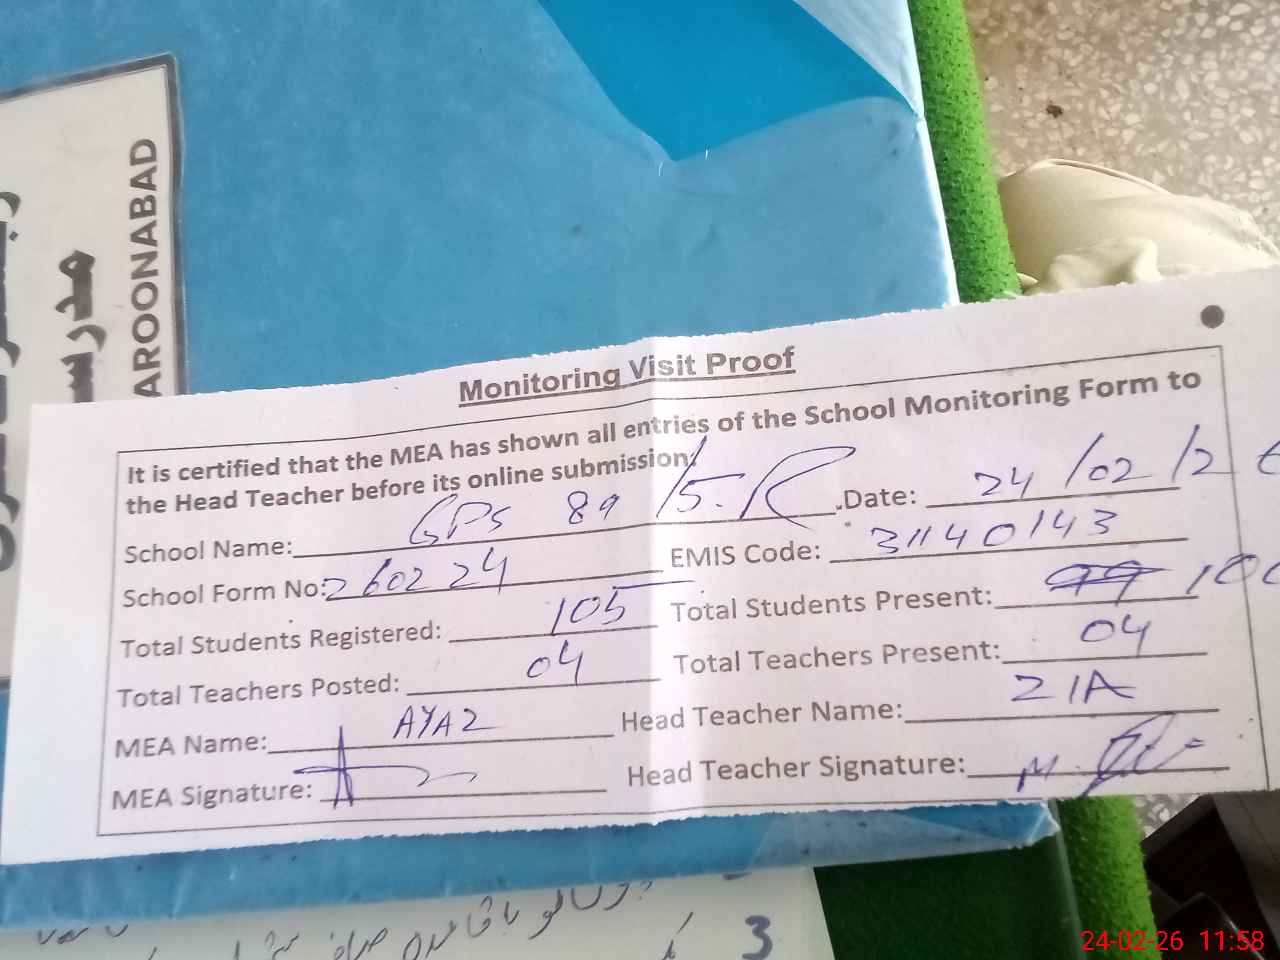 AROONABAD
Monitoring Visit Proof
It is certified that the MEA has shown all entries of the School Monitoring Form to
the Head Teacher before its online submission.
School Name: GPS 89 /5-R .Date: 24/02/26
School Form No: 260224 EMIS Code: 31140143
Total Students Registered: 105 Total Students Present: 99 100
Total Teachers Posted: 04 Total Teachers Present: 04
MEA Name: AYAZ Head Teacher Name: ZIA
MEA Signature: Head Teacher Signature: M.
3
24-02-26 11:58